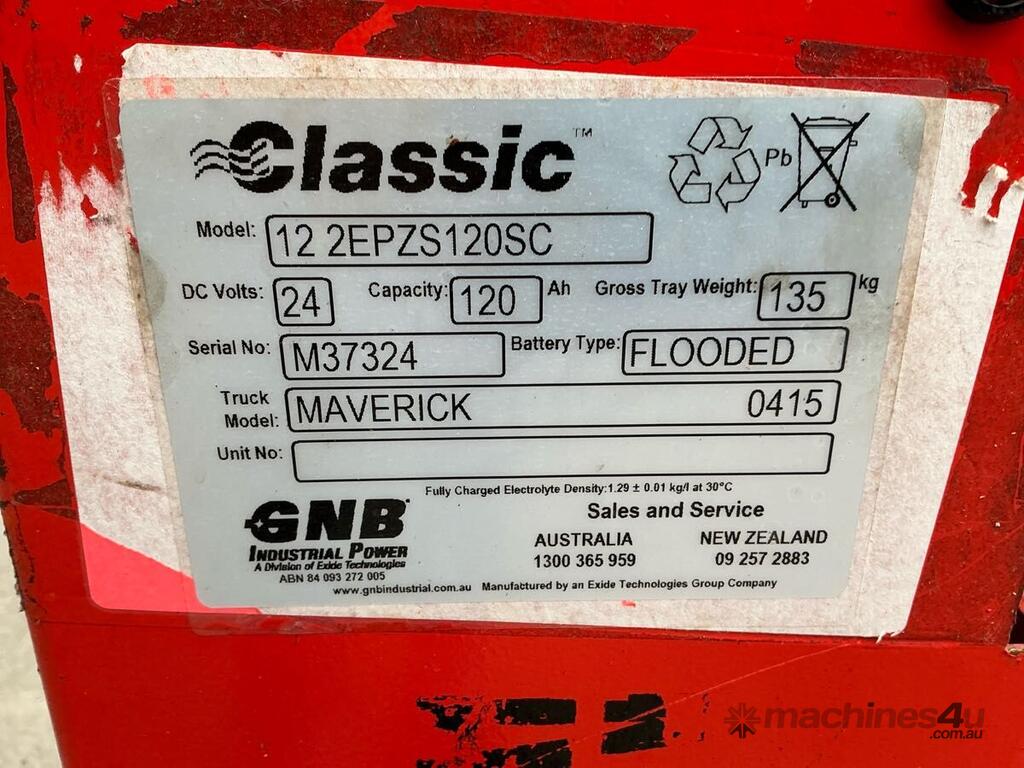 Classic™
Pb
Model: 12 2EPZS120SC
DC Volts: 24 Capacity: 120 Ah Gross Tray Weight: 135 kg
Serial No: M37324 Battery Type: FLOODED
Truck Model: MAVERICK 0415
Unit No:
Fully Charged Electrolyte Density:1.29 ± 0.01 kg/l at 30°C
GNB
INDUSTRIAL POWER
A Division of Exide Technologies
ABN 84 093 272 005
Sales and Service
AUSTRALIA NEW ZEALAND
1300 365 959 09 257 2883
www.gnbindustrial.com.au Manufactured by an Exide Technologies Group Company
machines4u
.com.au